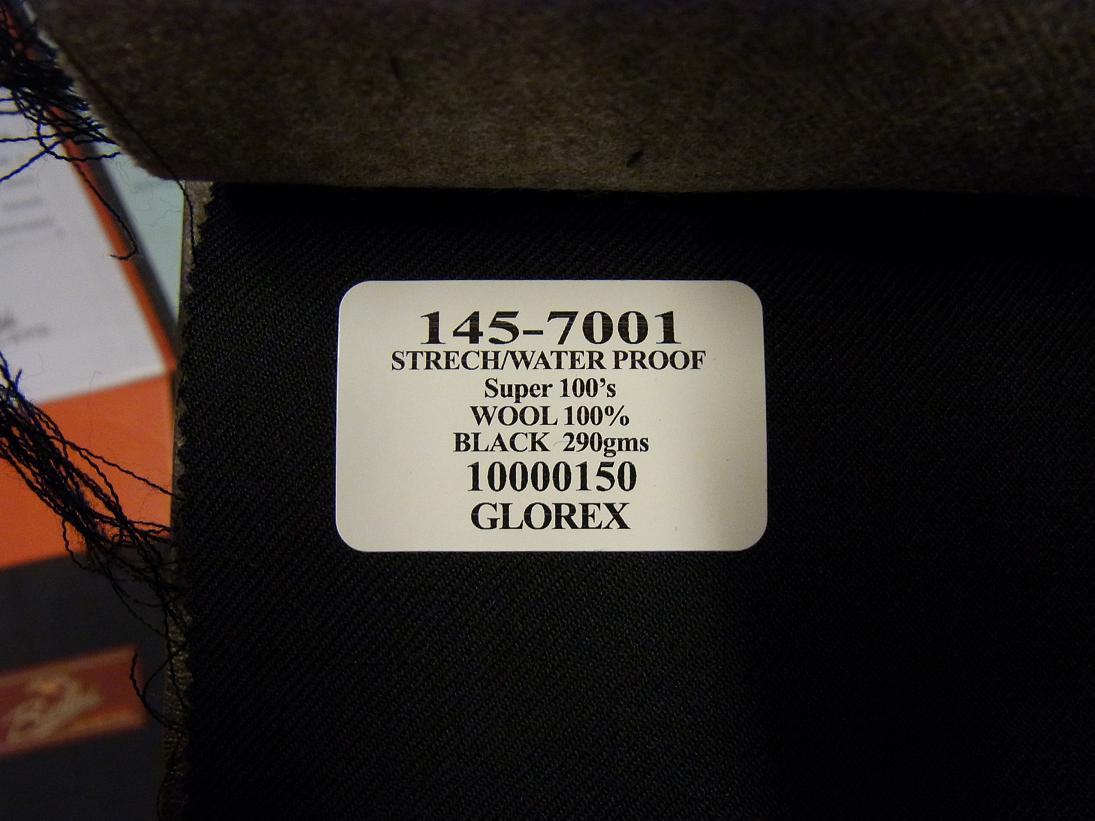 145-7001
STRECH/WATER PROOF
Super 100's
WOOL 100%
BLACK 290gms
10000150
GLOREX